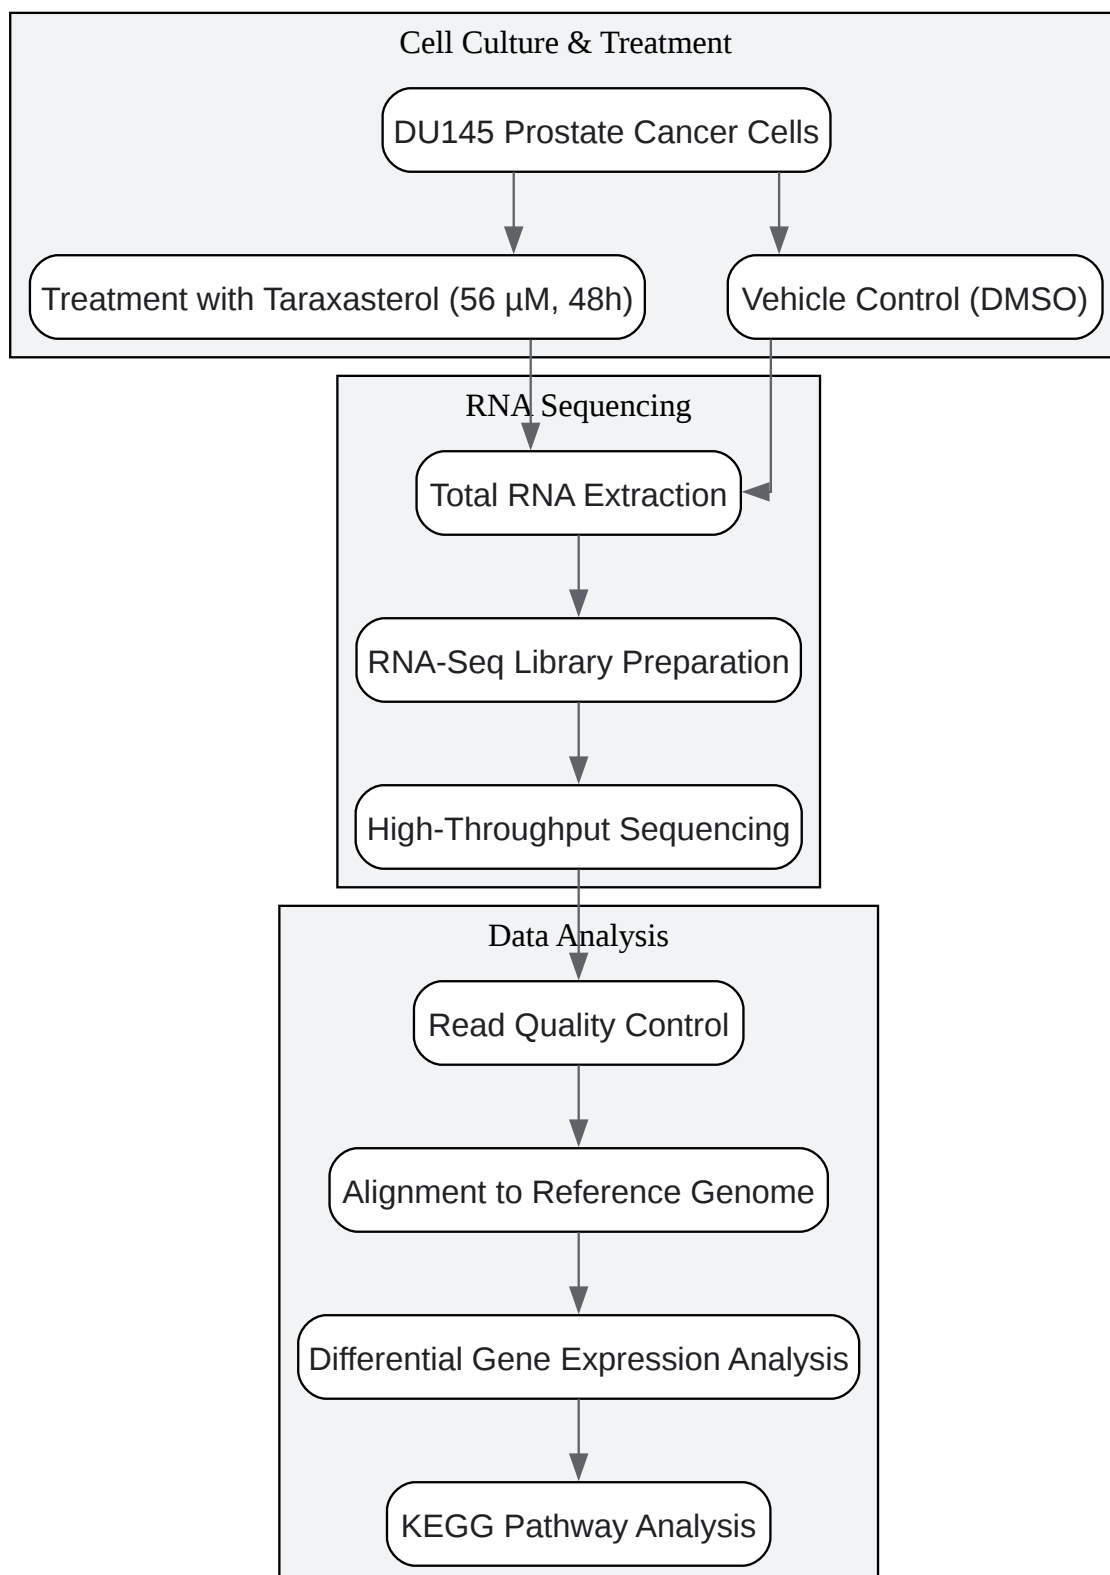 Cell Culture & Treatment
DU145 Prostate Cancer Cells
Treatment with Taraxasterol (56 µM, 48h)
Vehicle Control (DMSO)
RNA Sequencing
Total RNA Extraction
RNA-Seq Library Preparation
High-Throughput Sequencing
Data Analysis
Read Quality Control
Alignment to Reference Genome
Differential Gene Expression Analysis
KEGG Pathway Analysis